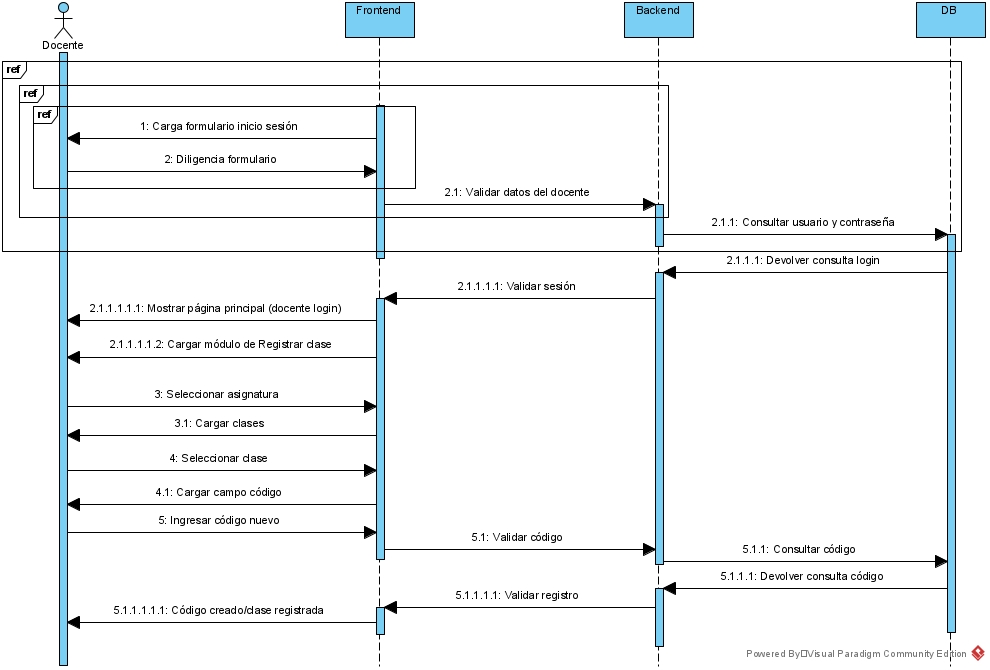 Frontend
Backend
DB
Docente
ref
ref
ref
1: Carga formulario inicio sesión
2: Diligencia formulario
2.1: Validar datos del docente
2.1.1: Consultar usuario y contraseña
2.1.1.1: Devolver consulta login
2.1.1.1.1: Validar sesión
2.1.1.1.1.1: Mostrar página principal (docente login)
2.1.1.1.1.2: Cargar módulo de Registrar clase
3: Seleccionar asignatura
3.1: Cargar clases
4: Seleccionar clase
4.1: Cargar campo código
5: Ingresar código nuevo
5.1: Validar código
5.1.1: Consultar código
5.1.1.1: Devolver consulta código
5.1.1.1.1: Validar registro
5.1.1.1.1.1: Código creado/clase registrada
Powered By Visual Paradigm Community Edition